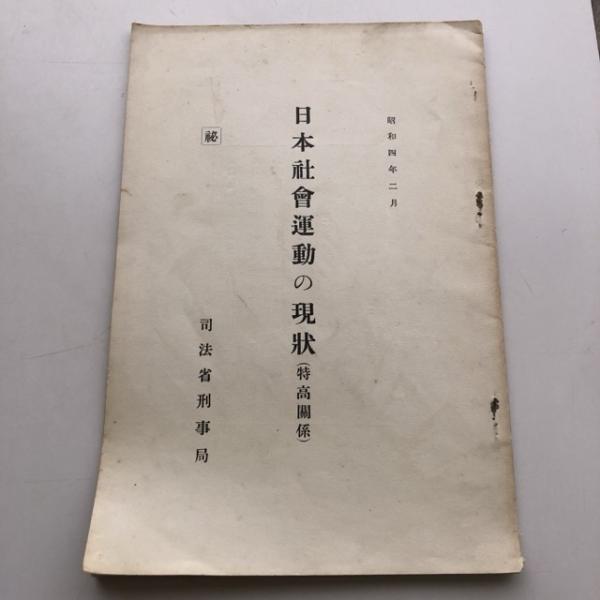 昭和四年二月
日本社會運動の現狀（特高關係）
祕
司法省刑事局